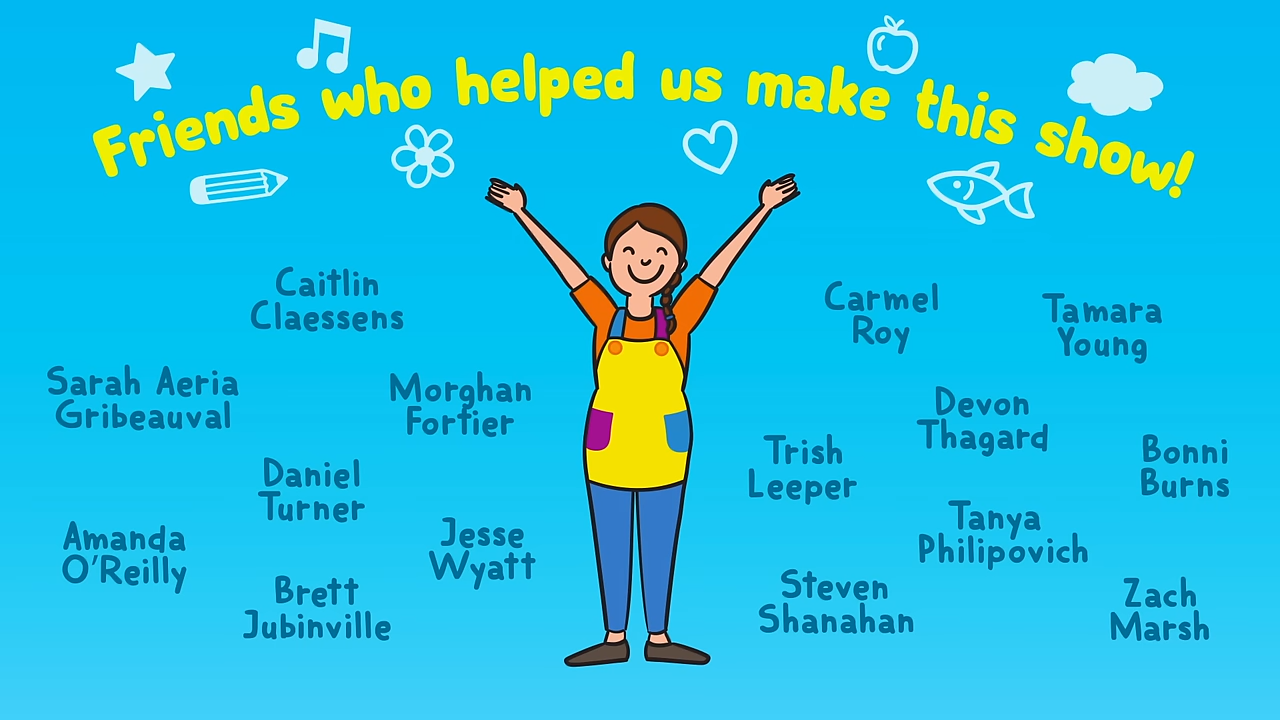 Friends who helped us make this show!
Caitlin
Claessens
Sarah Aeria
Gribeauval
Morghan
Fortier
Daniel
Turner
Amanda
O'Reilly
Jesse
Wyatt
Brett
Jubinville
Carmel
Roy
Tamara
Young
Devon
Thagard
Trish
Leeper
Bonni
Burns
Tanya
Philipovich
Steven
Shanahan
Zach
Marsh